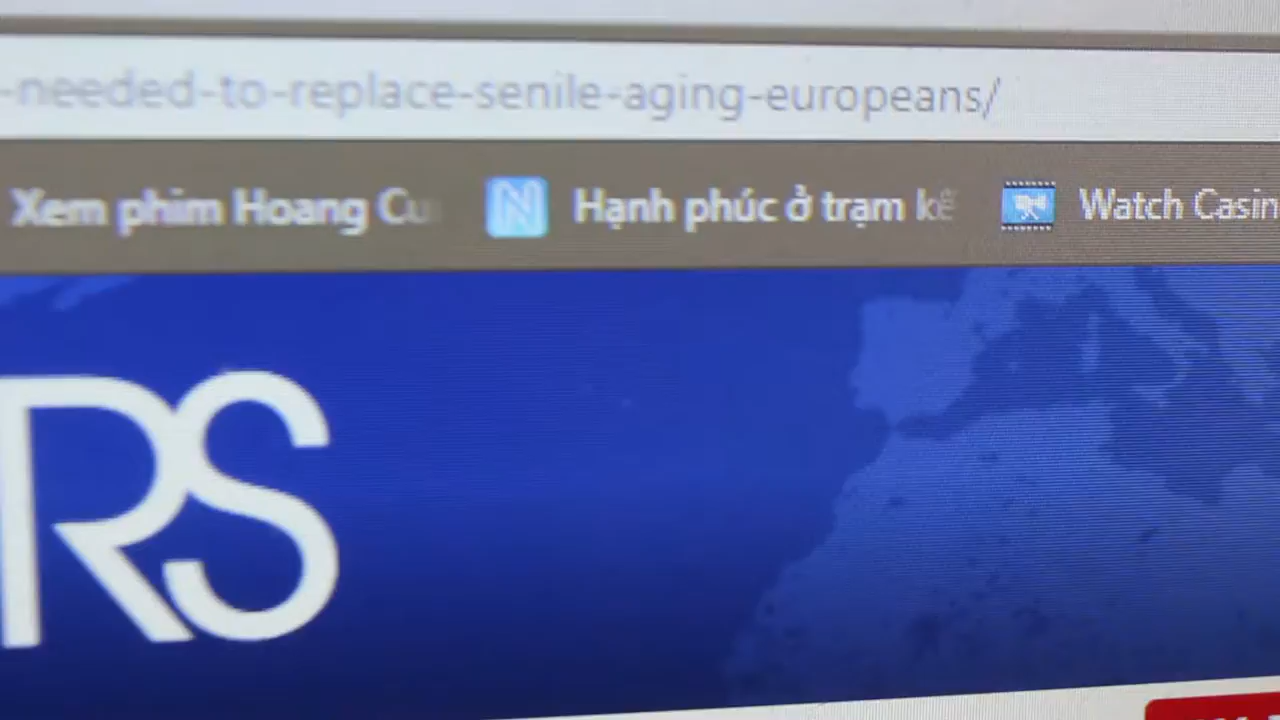 -needed-to-replace-senile-aging-europeans/
Xem phim Hoang Cu Hạnh phúc ở trạm kế Watch Casin
RS